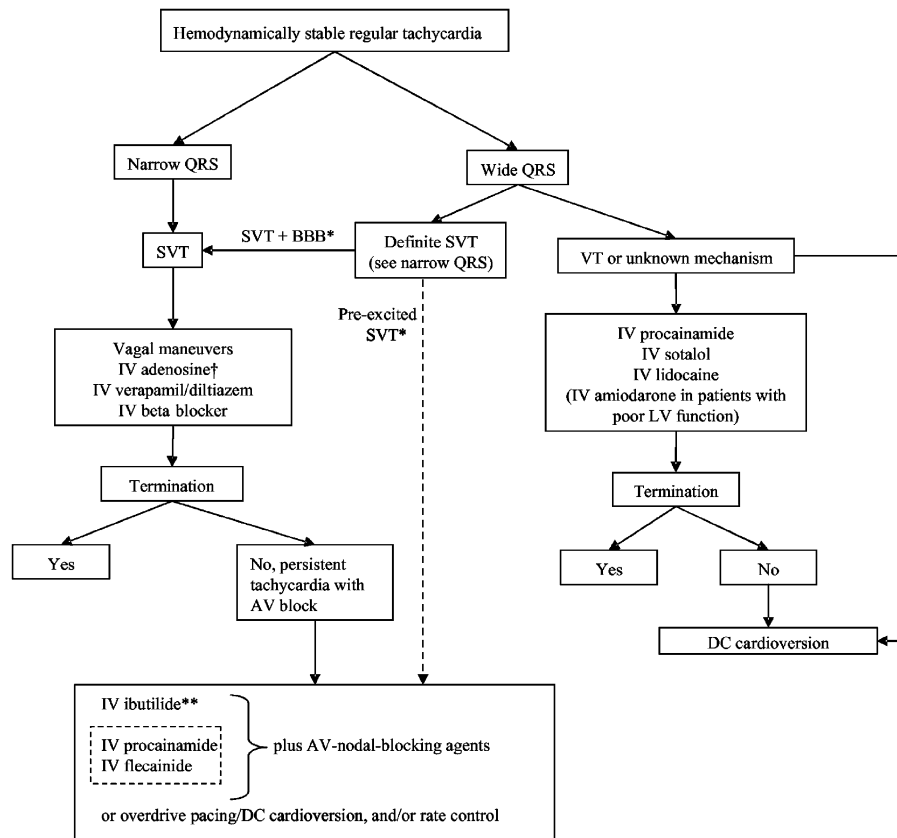 Hemodynamically stable regular tachycardia
Narrow QRS
Wide QRS
SVT + BBB*
SVT
Definite SVT
(see narrow QRS)
VT or unknown mechanism
Pre-excited
SVT*
Vagal maneuvers
IV adenosine†
IV verapamil/diltiazem
IV beta blocker
IV procainamide
IV sotalol
IV lidocaine
(IV amiodarone in patients with
poor LV function)
Termination
Termination
Yes
No, persistent
tachycardia with
AV block
Yes
No
DC cardioversion
IV ibutilide**
IV procainamide
IV flecainide
plus AV-nodal-blocking agents
or overdrive pacing/DC cardioversion, and/or rate control